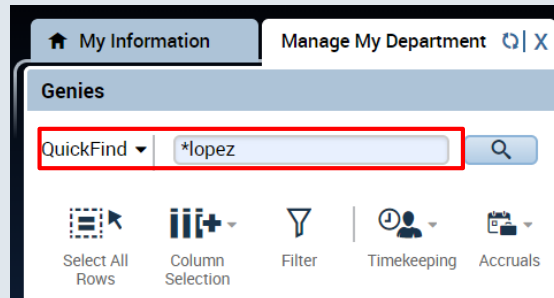 My Information
Manage My Department X
Genies
QuickFind *lopez
Select All Rows
Column Selection
Filter
Timekeeping
Accruals